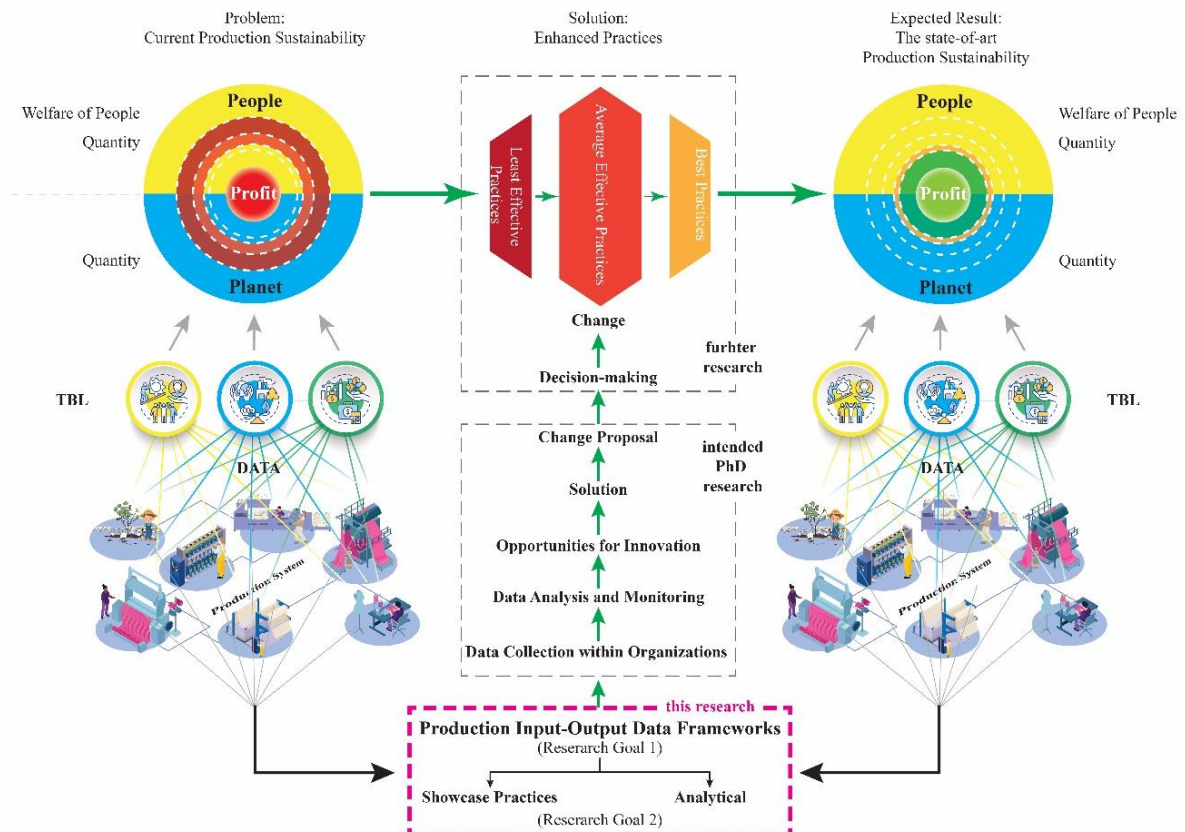 Problem:
Current Production Sustainability
Solution:
Enhanced Practices
Expected Result:
The state-of-art
Production Sustainability
People
Welfare of People
Quantity
Profit
Quantity
Planet
Least Effective
Practices
Average Effective Practices
Best Practices
People
Welfare of People
Quantity
Profit
Quantity
Planet
Change
furhter
research
Decision-making
TBL
DATA
Production System
Change Proposal
intended
PhD
research
Solution
Opportunities for Innovation
Data Analysis and Monitoring
Data Collection within Organizations
TBL
DATA
Production System
this research
Production Input-Output Data Frameworks
(Reserarch Goal 1)
Showcase Practices
Analytical
(Research Goal 2)